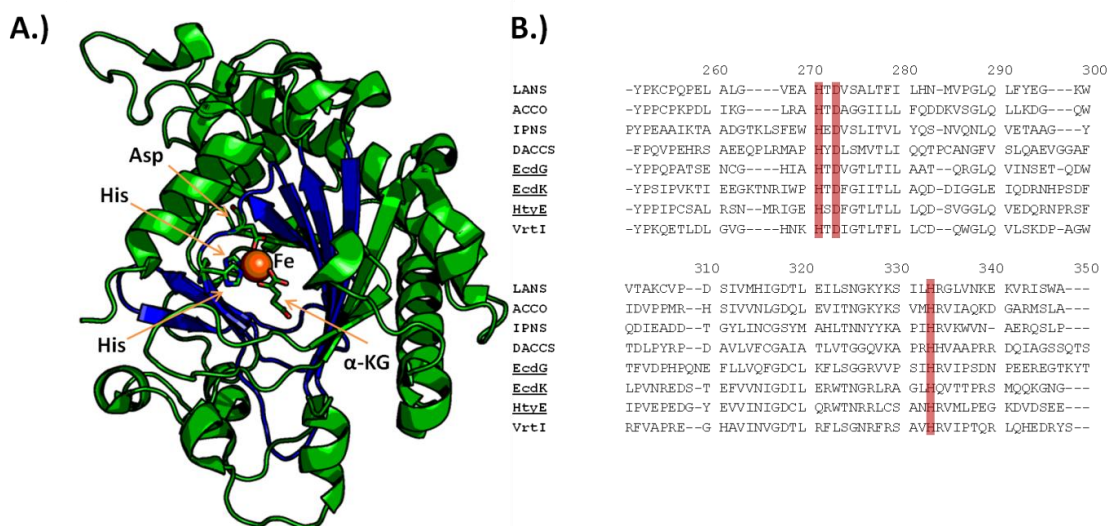 A.)
Asp
His
Fe
His
α-KG
B.)
260 270 280 290 300
LANS -YPKCPQPEL ALG----VEA HTDVSALTFI LHN-MVPGLQ LFYEG---KW
ACCO -YPPCPKPDL IKG----LRA HTDAGGIILL FQDDKVSGLQ LLKDG---QW
IPNS PYPEAAIKTA ADGTKLSFEW HEDVSLITVL YQS-NVQNLQ VETAAG---Y
DACCS -FPQVPEHRS AEEQPLRMAP HYDLSMVTLI QQTPCANGFV SLQAEVGGAF
EcdG -YPPQPATSE NCG----HIA HTDYGTLTIL AAT--QRGLQ VINSET-QDW
EcdK -YPSIPVKTI EEGKTNRIWP HTDFGIITLL AQD-DIGGLE IQDRNHPSDF
HtyE -YPPIPCSAL RSN--MRIGE HSDFGTLTLL LQD-SVGGLQ VEDQRNPRSF
VrtI -YPKQETLDL GVG----HNK HTDIGTLTFL LCD--QWGLQ VLSKDP-AGW
310 320 330 340 350
LANS VTAKCVP--D SIVMHIGDTL EILSNGKYKS ILHRGLVNKE KVRISWA---
ACCO IDVPPMR--H SIVVNLGDQL EVITNGKYKS VMHRVIAQKD GARMSLA---
IPNS QDIEADD--T GYLINCGSYM AHLTNNYYKA PIHRVKWVN- AERQSLP---
DACCS TDLPYRP--D AVLVFCGAIA TLVTGGQVKA PRHHVAAPRR DQIAGSSQTS
EcdG TFVDPHPQNE FLLVQFGDCL KFLSGGRVVP SIHRVIPSDN PEEREGTKYT
EcdK LPVNREDS-T EFVVNIGDIL ERWTNGRLRA GLHQVTTPRS MQQKGNG---
HtyE IPVEPEDG-Y EVVINIGDCL QRWTNRRLCS ANHRVMLPEG KDVDSEE---
VrtI RFVAPRE--G HAVINVGDTL RFLSGNRFRS AVHRVIPTQR LQHEDRYS--